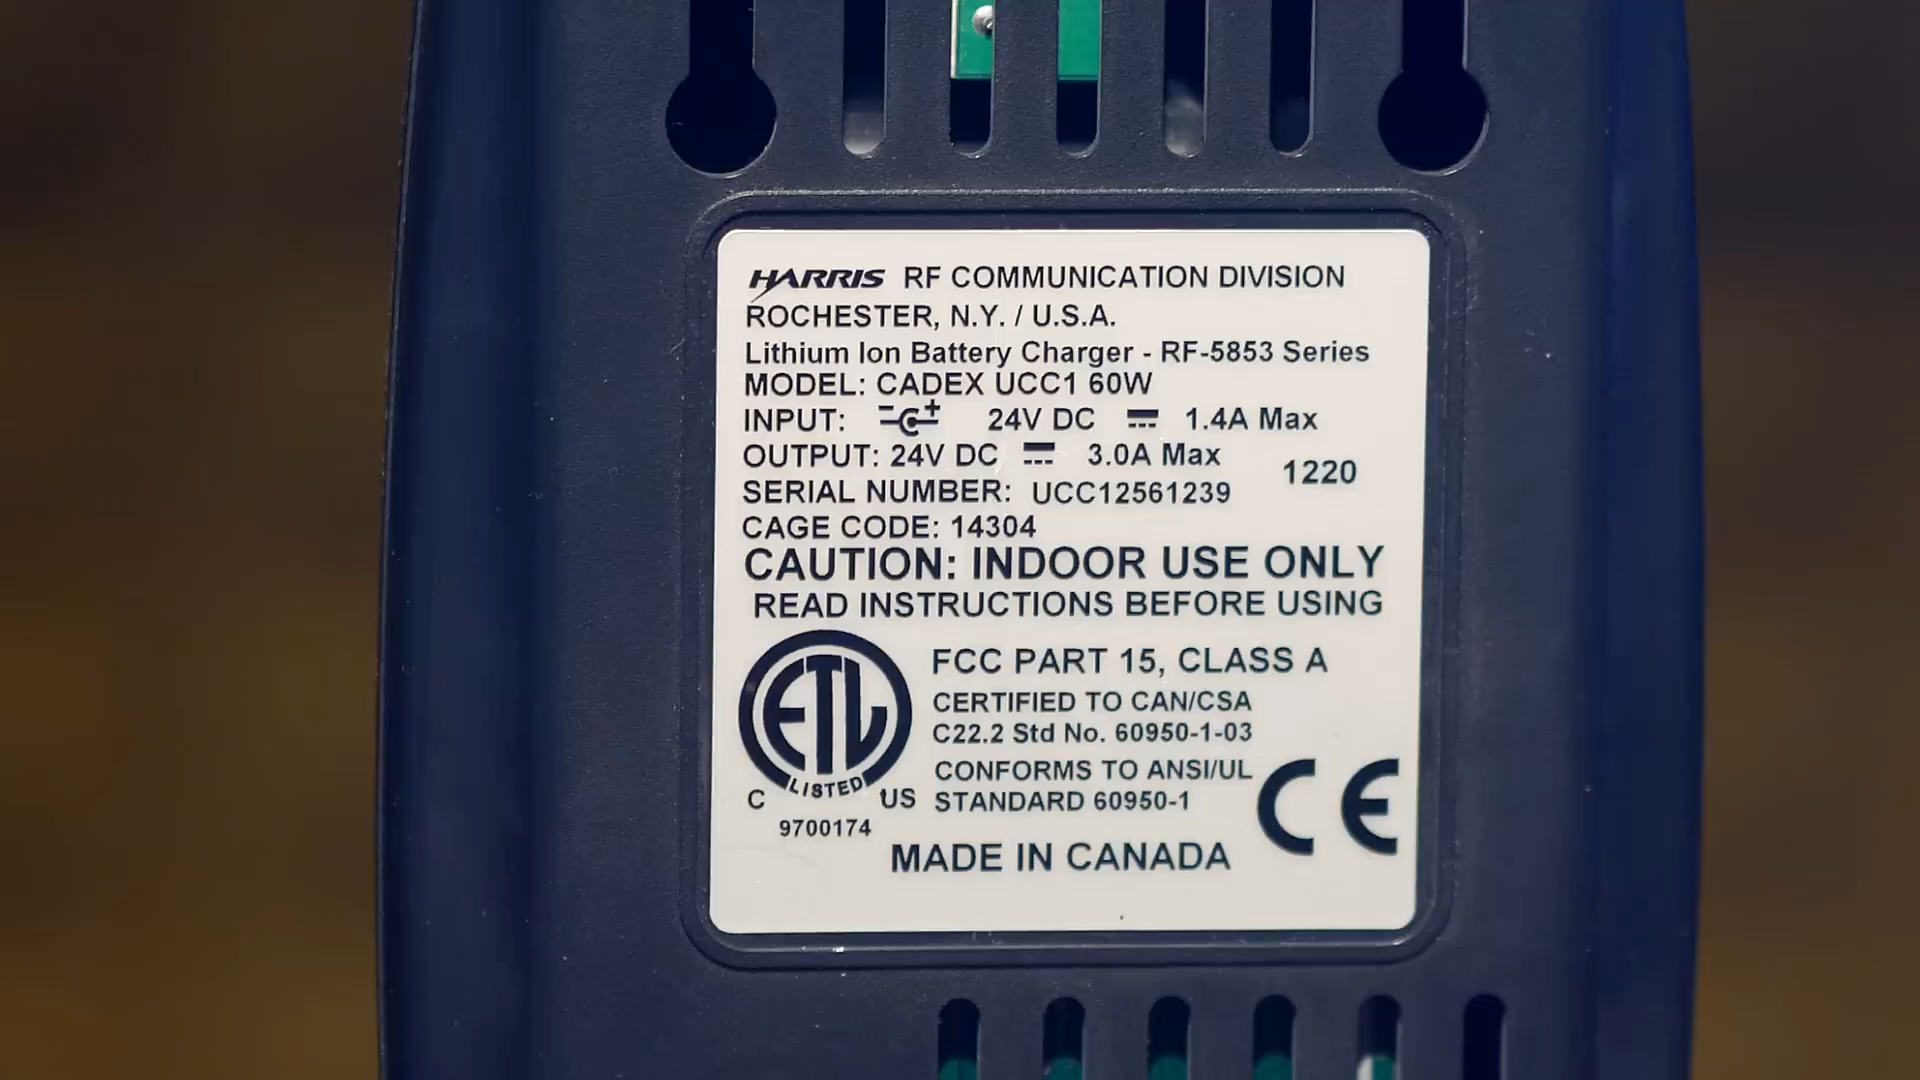 HARRIS RF COMMUNICATION DIVISION
ROCHESTER, N.Y. / U.S.A.
Lithium Ion Battery Charger - RF-5853 Series
MODEL: CADEX UCC1 60W
INPUT: - + 24V DC 1.4A Max
OUTPUT: 24V DC 3.0A Max
1220
SERIAL NUMBER: UCC12561239
CAGE CODE: 14304
CAUTION: INDOOR USE ONLY
READ INSTRUCTIONS BEFORE USING
ETL
LISTED
C US
9700174
FCC PART 15, CLASS A
CERTIFIED TO CAN/CSA
C22.2 Std No. 60950-1-03
CONFORMS TO ANSI/UL
STANDARD 60950-1
CE
MADE IN CANADA